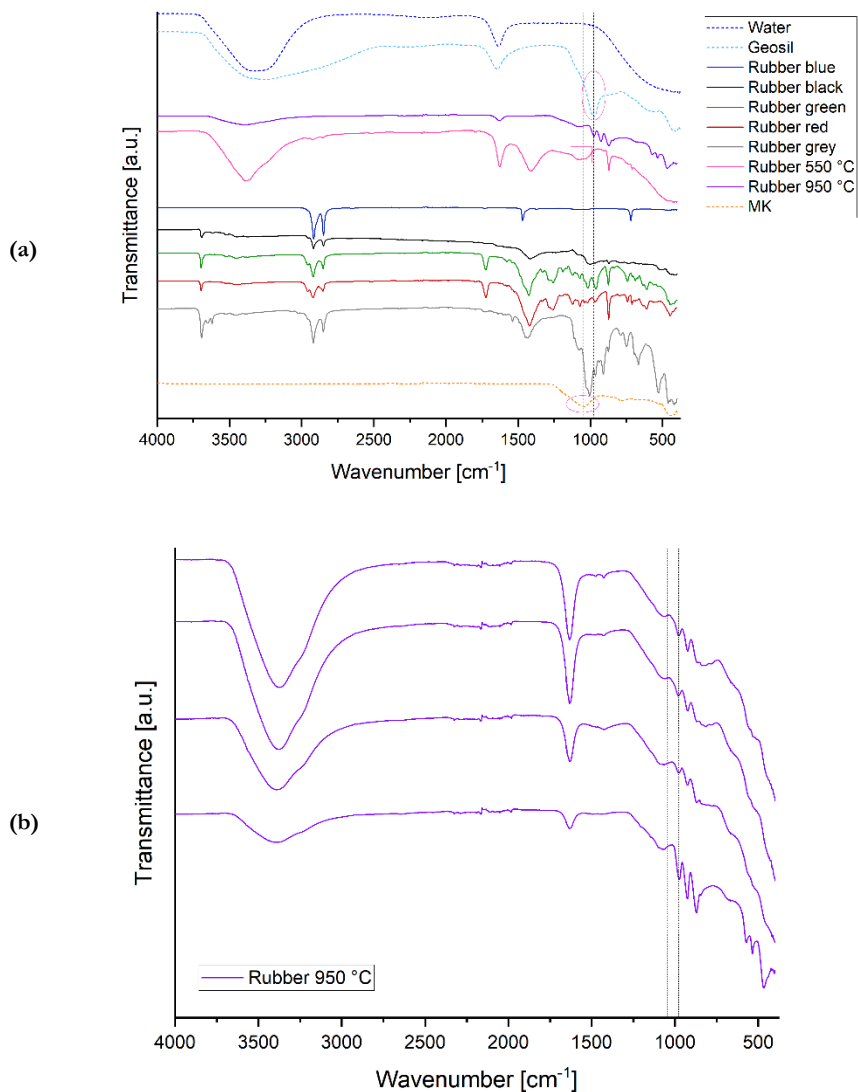 (a)
Transmittance [a.u.]
4000 3500 3000 2500 2000 1500 1000 500
Wavenumber [cm⁻¹]
Water
Geosil
Rubber blue
Rubber black
Rubber green
Rubber red
Rubber grey
Rubber 550 °C
Rubber 950 °C
MK
(b)
Transmittance [a.u.]
Rubber 950 °C
4000 3500 3000 2500 2000 1500 1000 500
Wavenumber [cm⁻¹]